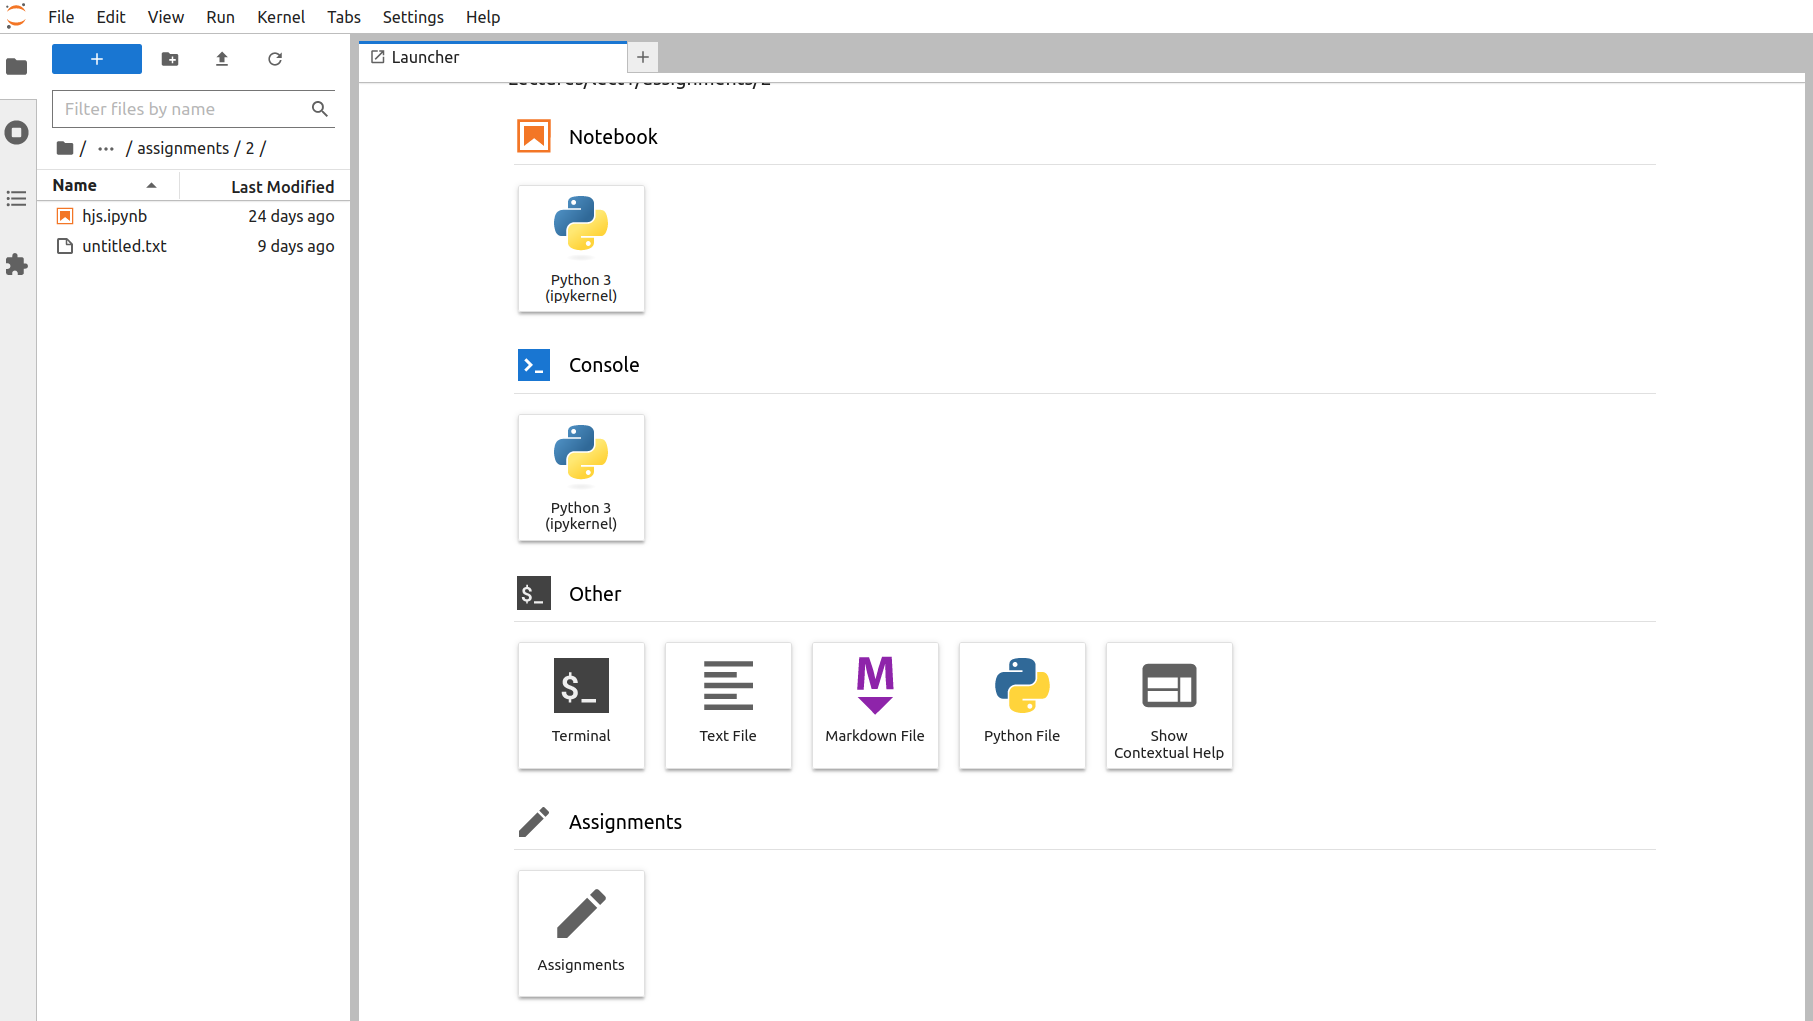 File Edit View Run Kernel Tabs Settings Help
Launcher
Filter files by name
/ ··· / assignments / 2 /
Name Last Modified
hjs.ipynb 24 days ago
untitled.txt 9 days ago
Notebook
Python 3
(ipykernel)
Console
Python 3
(ipykernel)
$_ Other
$_
Terminal
Text File
M
Markdown File
Python File
Show
Contextual Help
Assignments
Assignments